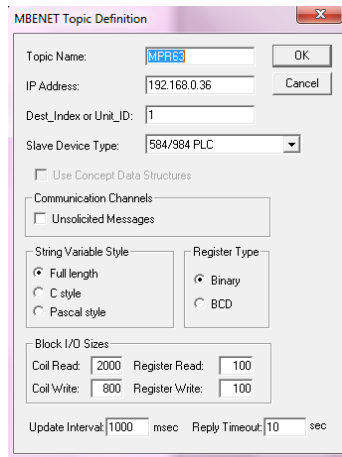 MBENET Topic Definition
Topic Name: MPR63 OK
IP Address: 192.168.0.36 Cancel
Dest_Index or Unit_ID: 1
Slave Device Type: 584/984 PLC
Use Concept Data Structures
Communication Channels
Unsolicited Messages
String Variable Style Register Type
Full length
C style
Pascal style
Binary
BCD
Block I/O Sizes
Coil Read: 2000 Register Read: 100
Coil Write: 800 Register Write: 100
Update Interval: 1000 msec Reply Timeout: 10 sec